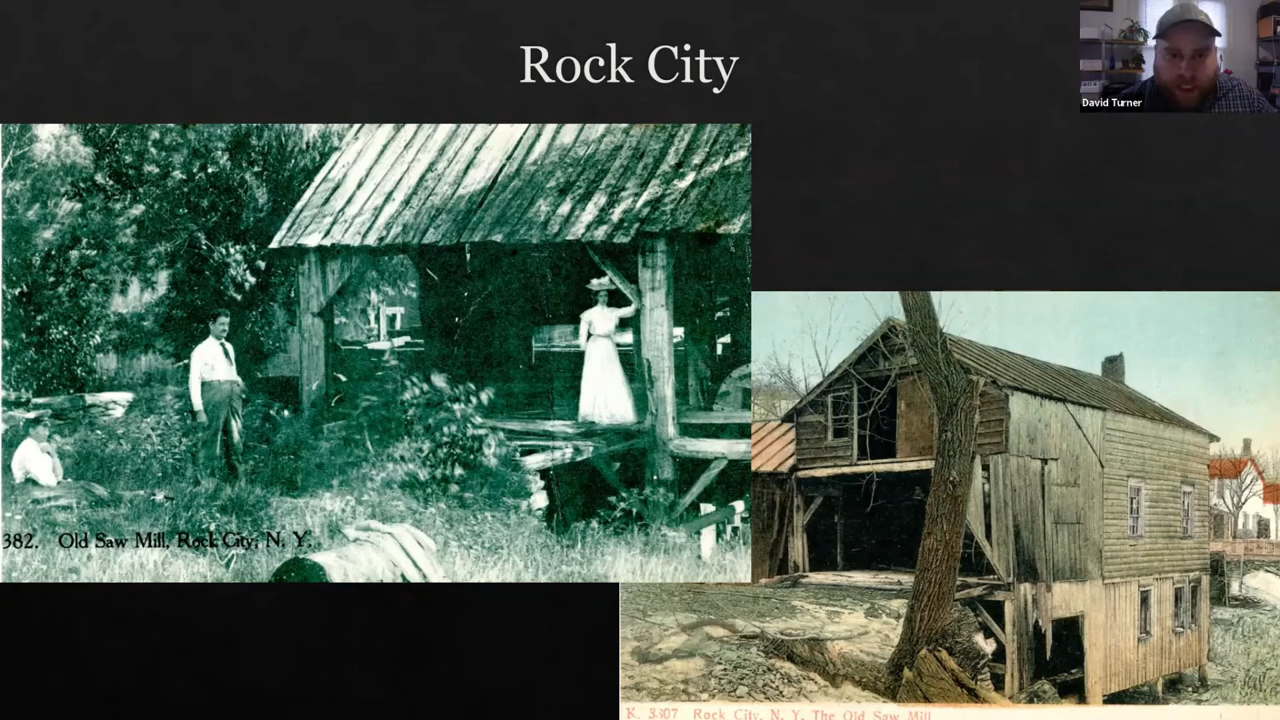 Rock City
David Turner
382. Old Saw Mill, Rock City, N. Y.
K. 3307 Rock City, N. Y. The Old Saw Mill